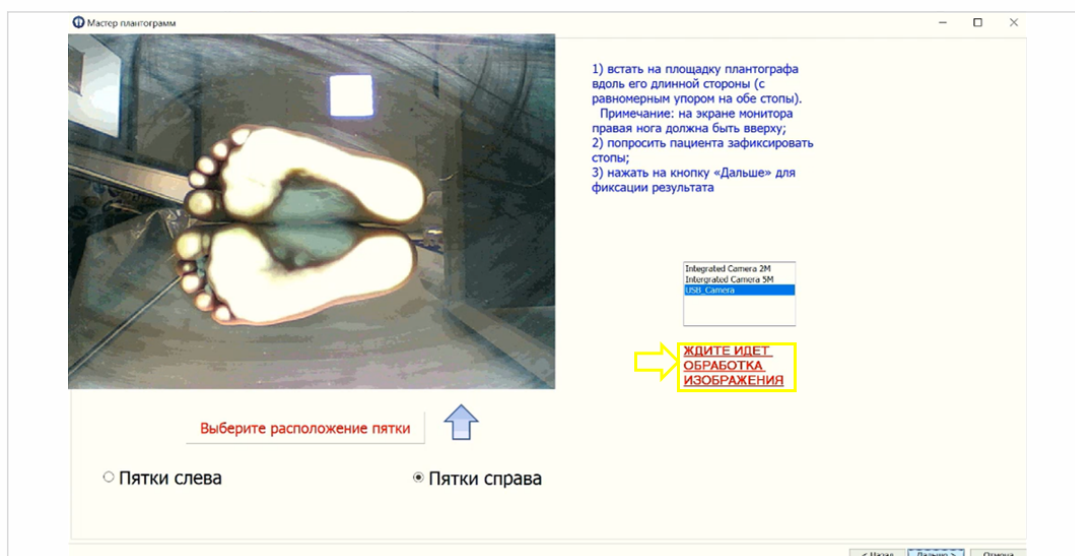 Мастер плантограмм
1) встать на площадку плантографа
вдоль его длинной стороны (с
равномерным упором на обе стопы).
Примечание: на экране монитора
правая нога должна быть вверху;
2) попросить пациента зафиксировать
стопы;
3) нажать на кнопку «Дальше» для
фиксации результата
Integrated Camera 2M
Intergrated Camera 5M
USB_Camera
ЖДИТЕ ИДЕТ
ОБРАБОТКА
ИЗОБРАЖЕНИЯ
Выберите расположение пятки
Пятки слева
Пятки справа
< Назад
Дальше >
Отмена